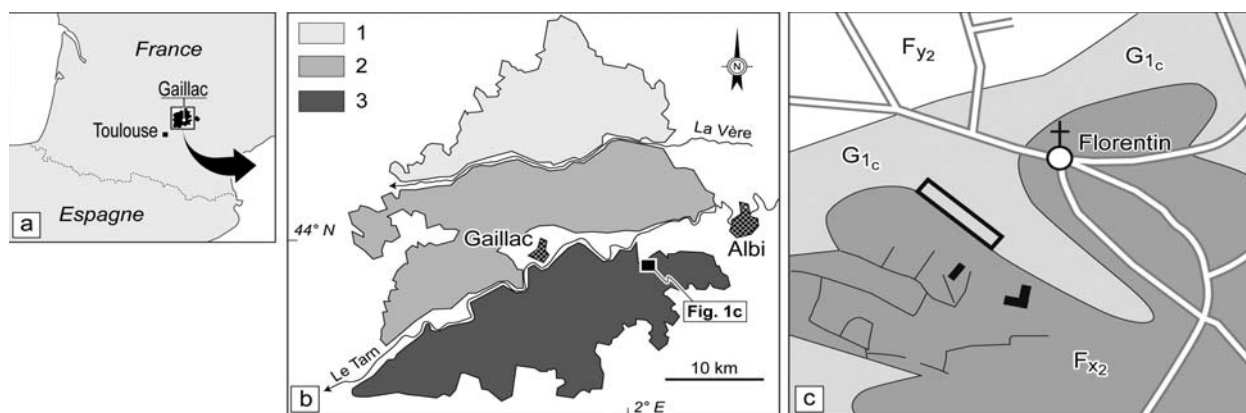 France
Gaillac
Toulouse
Espagne
a
1
2
3
N
La Vère
44° N
Gaillac
Albi
Fig. 1c
Le Tarn
10 km
2° E
b
Fy2
G1c
Florentin
G1c
Fx2
c